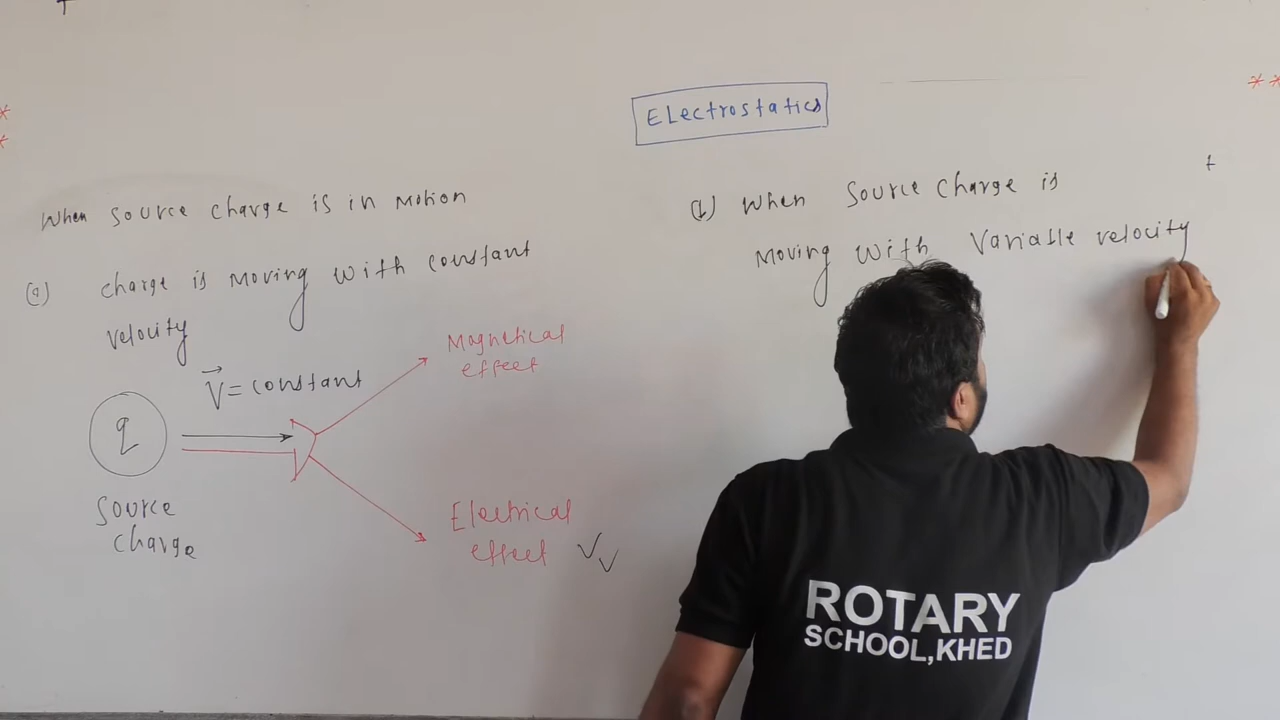 Electrostatics
When source charge is in Motion
(a) charge is Moving with constant
velocity
V = constant
q
source
charge
Magnetical
effect
Electrical
effect
(b) When source charge is
Moving with Variable velocity
ROTARY
SCHOOL,KHED